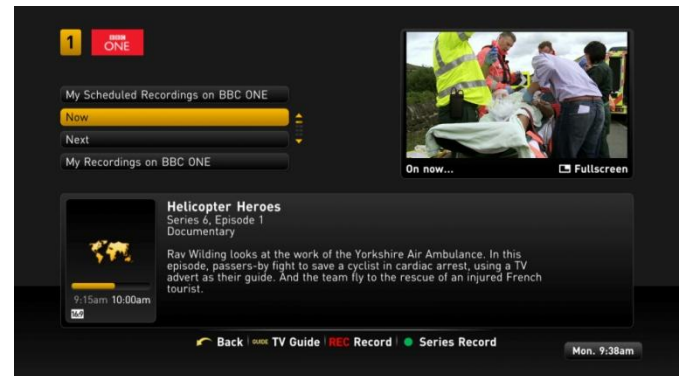 1 BBC ONE
My Scheduled Recordings on BBC ONE
Now
Next
My Recordings on BBC ONE
On now... Fullscreen
Helicopter Heroes
Series 6, Episode 1
Documentary
Rav Wilding looks at the work of the Yorkshire Air Ambulance. In this
episode, passers-by fight to save a cyclist in cardiac arrest, using a TV
advert as their guide. And the team fly to the rescue of an injured French
tourist.
9:15am 10:00am
16:9
Back GUIDE TV Guide REC Record Series Record
Mon. 9:38am